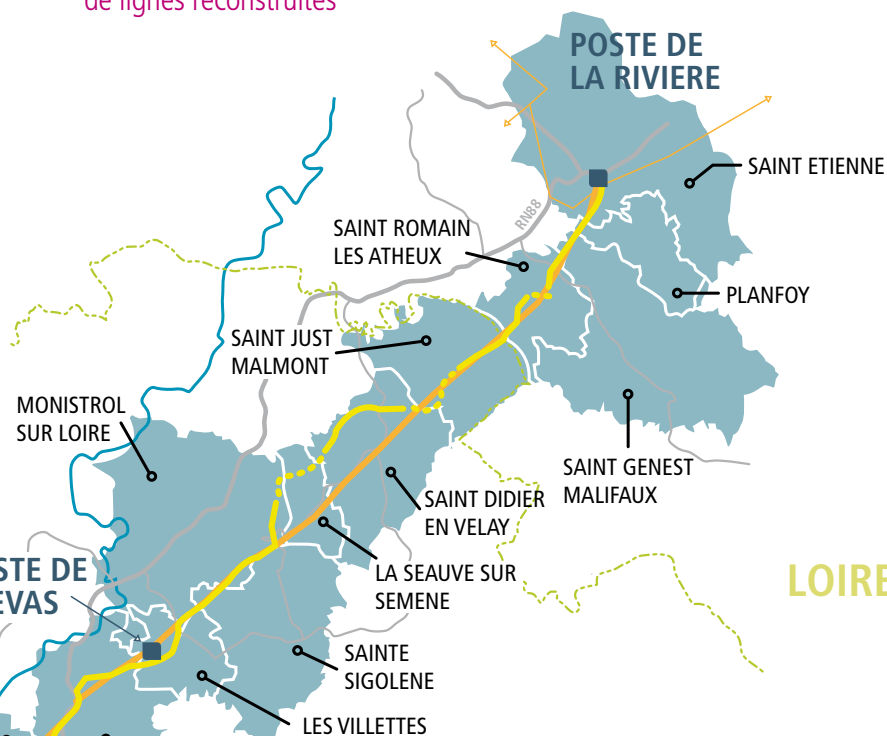 de lignes reconstruites
POSTE DE
LA RIVIERE
SAINT ETIENNE
RN88
SAINT ROMAIN
LES ATHEUX
PLANFOY
SAINT JUST
MALMONT
MONISTROL
SUR LOIRE
SAINT GENEST
MALIFAUX
SAINT DIDIER
EN VELAY
STE DE
EVAS
LA SEAUVE SUR
SEMENE
LOIRE
SAINTE
SIGOLENE
LES VILLETTES